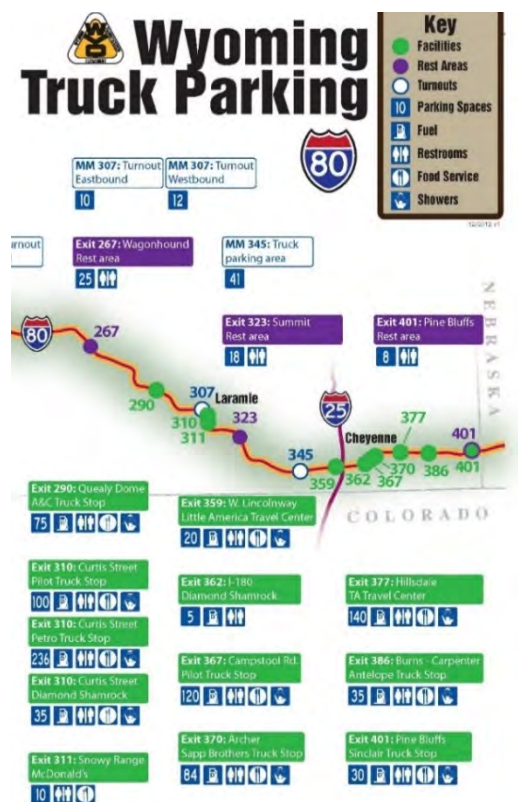 Wyoming
Truck Parking
Key
Facilities
Rest Areas
Turnouts
10 Parking Spaces
Fuel
Restrooms
Food Service
Showers
80
MM 307: Turnout
Eastbound
10
MM 307: Turnout
Westbound
12
Exit 267: Wagonhound
Rest area
25
MM 345: Truck
parking area
41
Exit 323: Summit
Rest area
18
Exit 401: Pine Bluffs
Rest area
8
NEBRASKA
80
267
290
307
Laramie
310
311
323
25
345
Cheyenne
359
362
367
370
377
386
401
401
COLORADO
Exit 290: Quealy Dome
A&C Truck Stop
75
Exit 310: Curtis Street
Pilot Truck Stop
100
Exit 310: Curtis Street
Petro Truck Stop
236
Exit 310: Curtis Street
Diamond Shamrock
35
Exit 311: Snowy Range
McDonald's
10
Exit 359: W. Lincolnway
Little America Travel Center
20
Exit 362: I-180
Diamond Shamrock
5
Exit 367: Campstool Rd.
Pilot Truck Stop
120
Exit 370: Archer
Sapp Brothers Truck Stop
84
Exit 377: Hillsdale
TA Travel Center
140
Exit 386: Burns - Carpenter
Antelope Truck Stop
35
Exit 401: Pine Bluffs
Sinclair Truck Stop
30